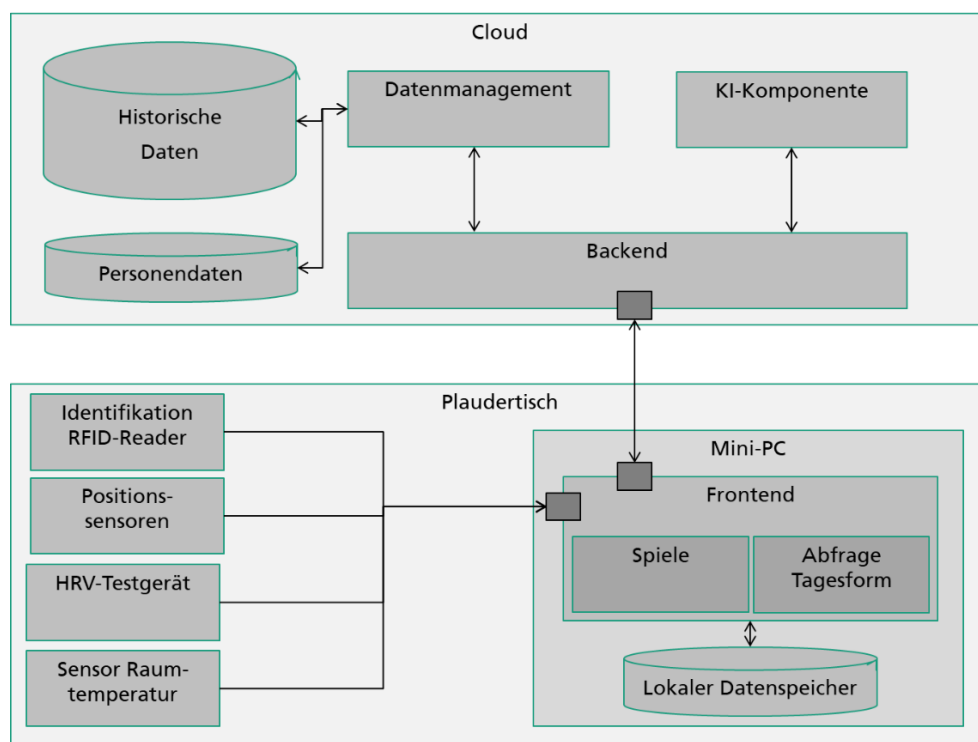 Cloud
Historische
Daten
Datenmanagement
KI-Komponente
Personendaten
Backend
Plaudertisch
Identifikation
RFID-Reader
Positions-
sensoren
HRV-Testgerät
Sensor Raum-
temperatur
Mini-PC
Frontend
Spiele
Abfrage
Tagesform
Lokaler Datenspeicher